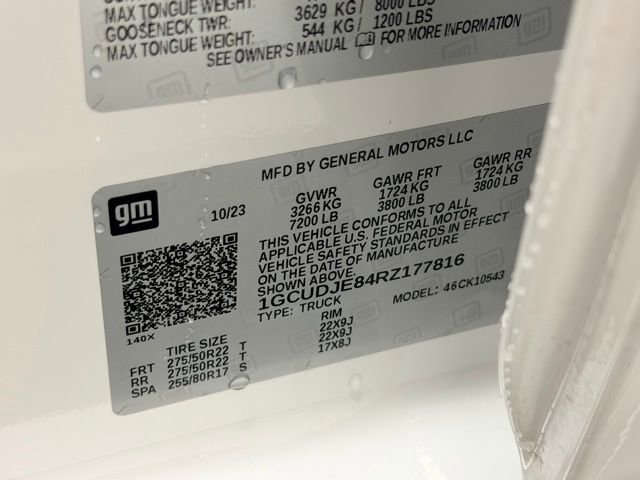 MAX TONGUE WEIGHT: 3629 KG / 8000 LBS
GOOSENECK TWR: 544 KG / 1200 LBS
MAX TONGUE WEIGHT:
SEE OWNER'S MANUAL FOR MORE INFORMATION
MFD BY GENERAL MOTORS LLC
gm
10/23
GVWR GAWR FRT GAWR RR
3266 KG 1724 KG 1724 KG
7200 LB 3800 LB 3800 LB
THIS VEHICLE CONFORMS TO ALL
APPLICABLE U.S. FEDERAL MOTOR
VEHICLE SAFETY STANDARDS IN EFFECT
ON THE DATE OF MANUFACTURE
1GCUDJE84RZ177816
TYPE: TRUCK MODEL: 46CK10543
140X
TIRE SIZE RIM
FRT 275/50R22 T 22X9J
RR 275/50R22 T 22X9J
SPA 255/80R17 S 17X8J